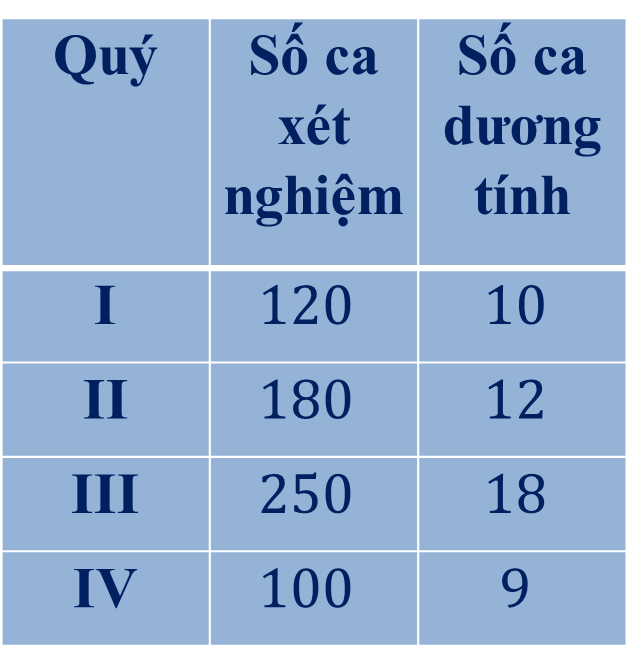 Quý Số ca xét nghiệm Số ca dương tính
I 120 10
II 180 12
III 250 18
IV 100 9